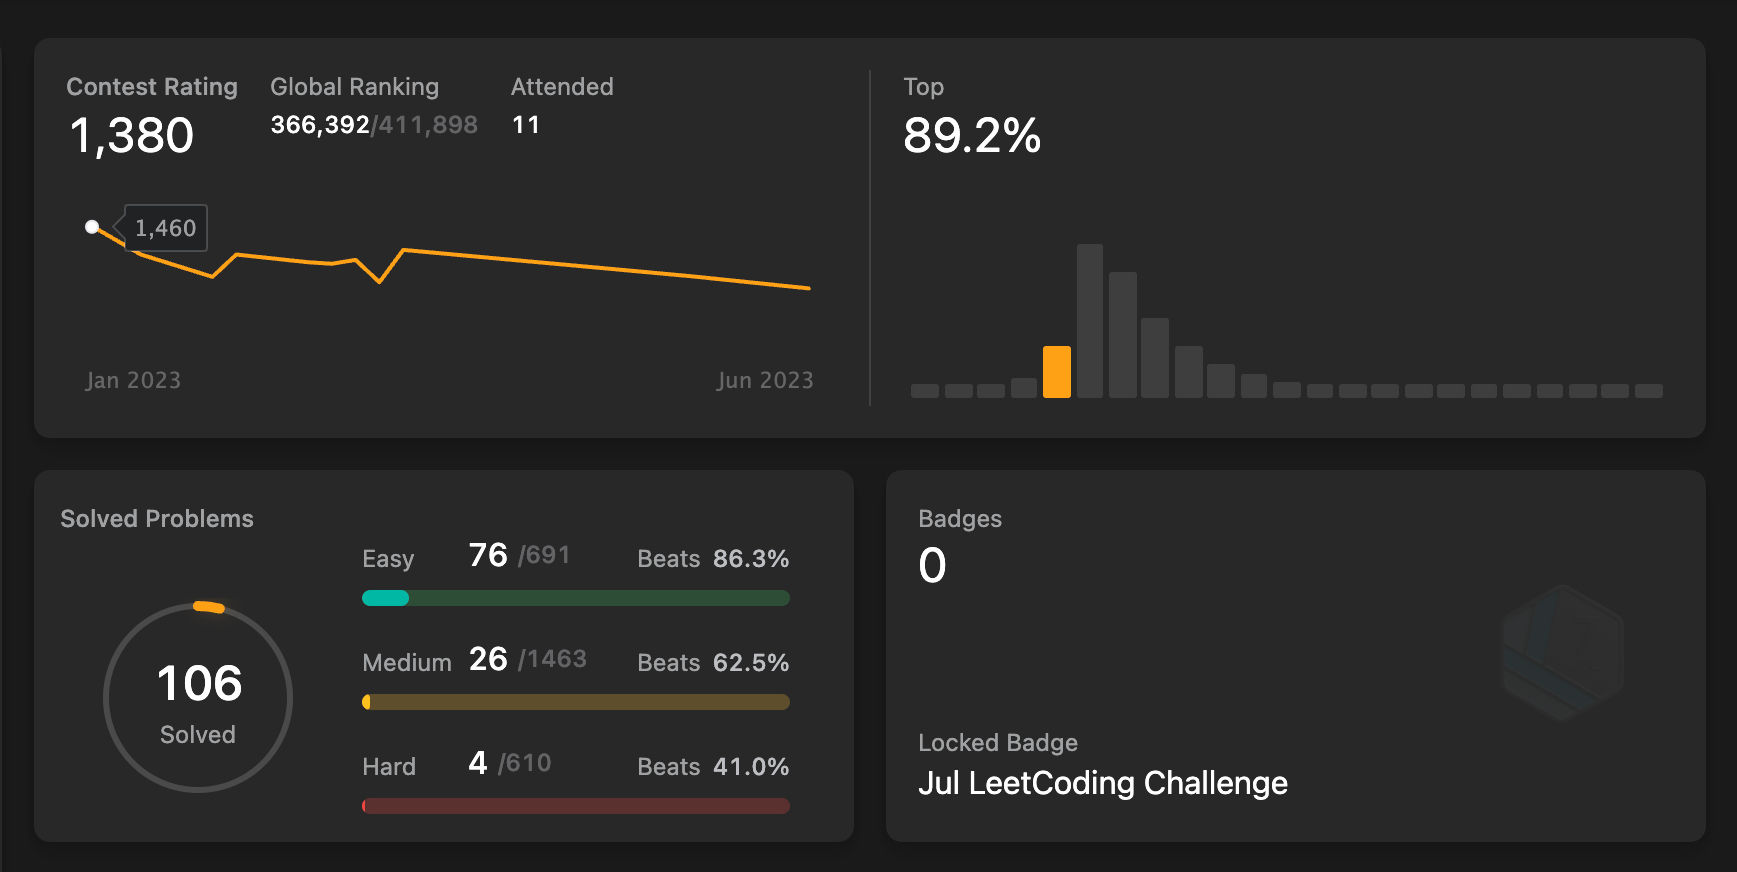 Contest Rating
1,380
Global Ranking
366,392/411,898
Attended
11
1,460
Jan 2023
Jun 2023
Top
89.2%
Solved Problems
106
Solved
Easy 76 /691 Beats 86.3%
Medium 26 /1463 Beats 62.5%
Hard 4 /610 Beats 41.0%
Badges
0
Locked Badge
Jul LeetCoding Challenge